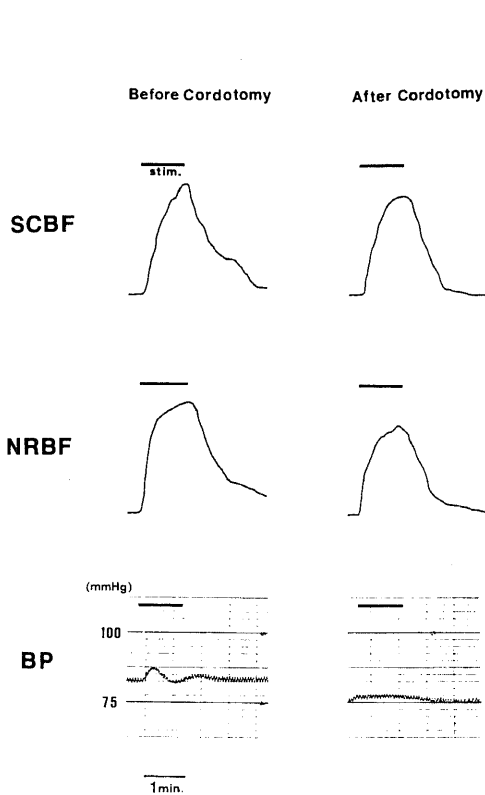 Before Cordotomy
After Cordotomy
stim.
SCBF
NRBF
(mmHg)
100
BP
75
1min.